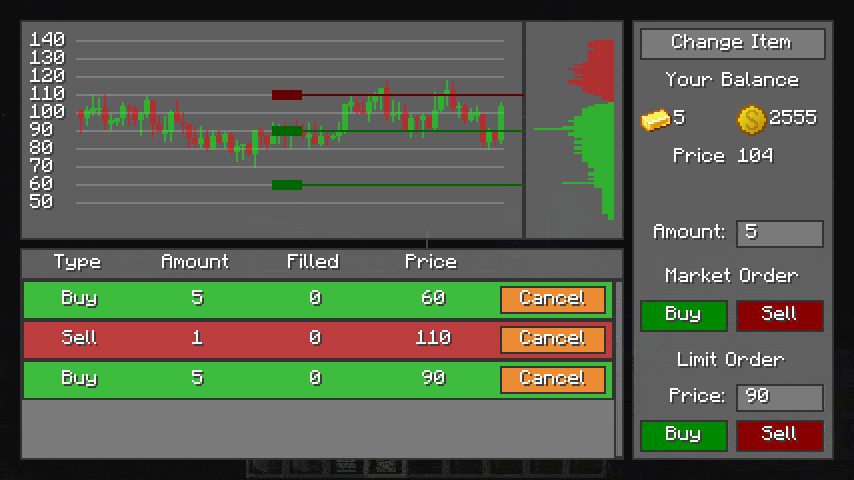 140
130
120
110
100
90
80
70
60
50
Change Item
Your Balance
5 2555
Price 104
Amount: 5
Market Order
Buy Sell
Limit Order
Price: 90
Buy Sell
Type Amount Filled Price
Buy 5 0 60 Cancel
Sell 1 0 110 Cancel
Buy 5 0 90 Cancel